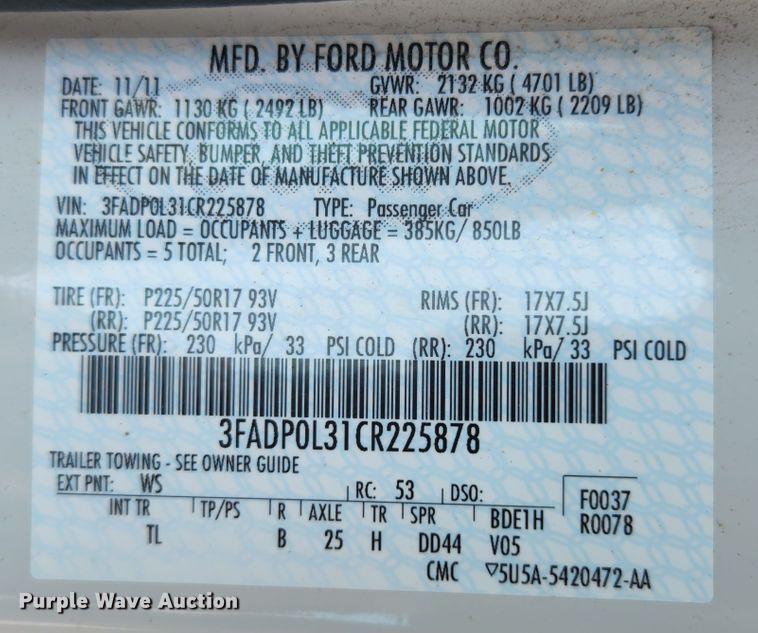 MFD. BY FORD MOTOR CO.
DATE: 11/11 GVWR: 2132 KG ( 4701 LB)
FRONT GAWR: 1130 KG ( 2492 LB) REAR GAWR: 1002 KG ( 2209 LB)
THIS VEHICLE CONFORMS TO ALL APPLICABLE FEDERAL MOTOR
VEHICLE SAFETY, BUMPER, AND THEFT PREVENTION STANDARDS
IN EFFECT ON THE DATE OF MANUFACTURE SHOWN ABOVE.
VIN: 3FADP0L31CR225878 TYPE: Passenger Car
MAXIMUM LOAD = OCCUPANTS + LUGGAGE = 385KG/ 850LB
OCCUPANTS = 5 TOTAL; 2 FRONT, 3 REAR
TIRE (FR): P225/50R17 93V RIMS (FR): 17X7.5J
(RR): P225/50R17 93V (RR): 17X7.5J
PRESSURE (FR): 230 kPa/ 33 PSI COLD (RR): 230 kPa/ 33 PSI COLD
3FADP0L31CR225878
TRAILER TOWING - SEE OWNER GUIDE
EXT PNT: WS RC: 53 DSO: F0037
INT TR TP/PS R AXLE TR SPR BDE1H R0078
TL B 25 H DD44 V05
CMC ▽5U5A-5420472-AA
Purple Wave Auction